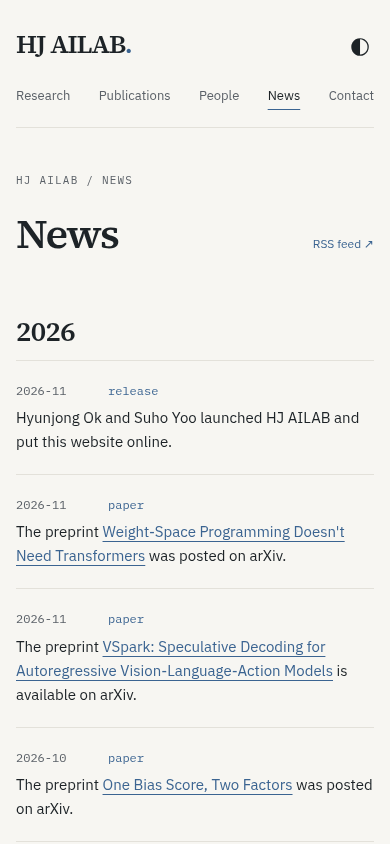 HJ AILAB.
Research Publications People News Contact
HJ AILAB / NEWS
News
RSS feed ↗
2026
2026-11 release
Hyunjong Ok and Suho Yoo launched HJ AILAB and
put this website online.
2026-11 paper
The preprint Weight-Space Programming Doesn't
Need Transformers was posted on arXiv.
2026-11 paper
The preprint VSpark: Speculative Decoding for
Autoregressive Vision-Language-Action Models is
available on arXiv.
2026-10 paper
The preprint One Bias Score, Two Factors was posted
on arXiv.